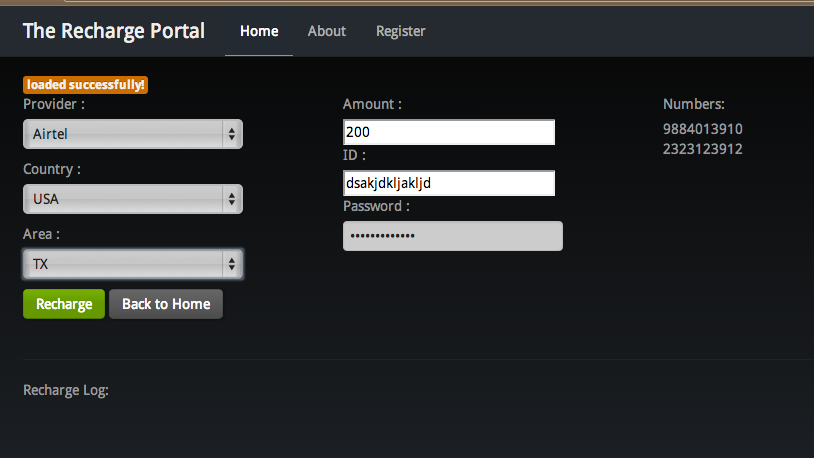 The Recharge Portal Home About Register
loaded successfully!
Provider :
Airtel
Country :
USA
Area :
TX
Recharge Back to Home
Amount :
200
ID :
dsakjdkljakljd
Password :
•••••••••••••
Numbers:
9884013910
2323123912
Recharge Log: